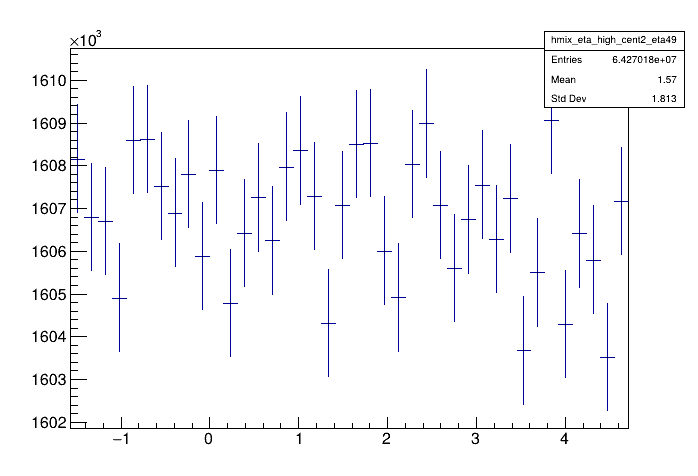 ×10³
hmix_eta_high_cent2_eta49
Entries 6.427018e+07
Mean 1.57
Std Dev 1.813
1610
1609
1608
1607
1606
1605
1604
1603
1602
−1 0 1 2 3 4